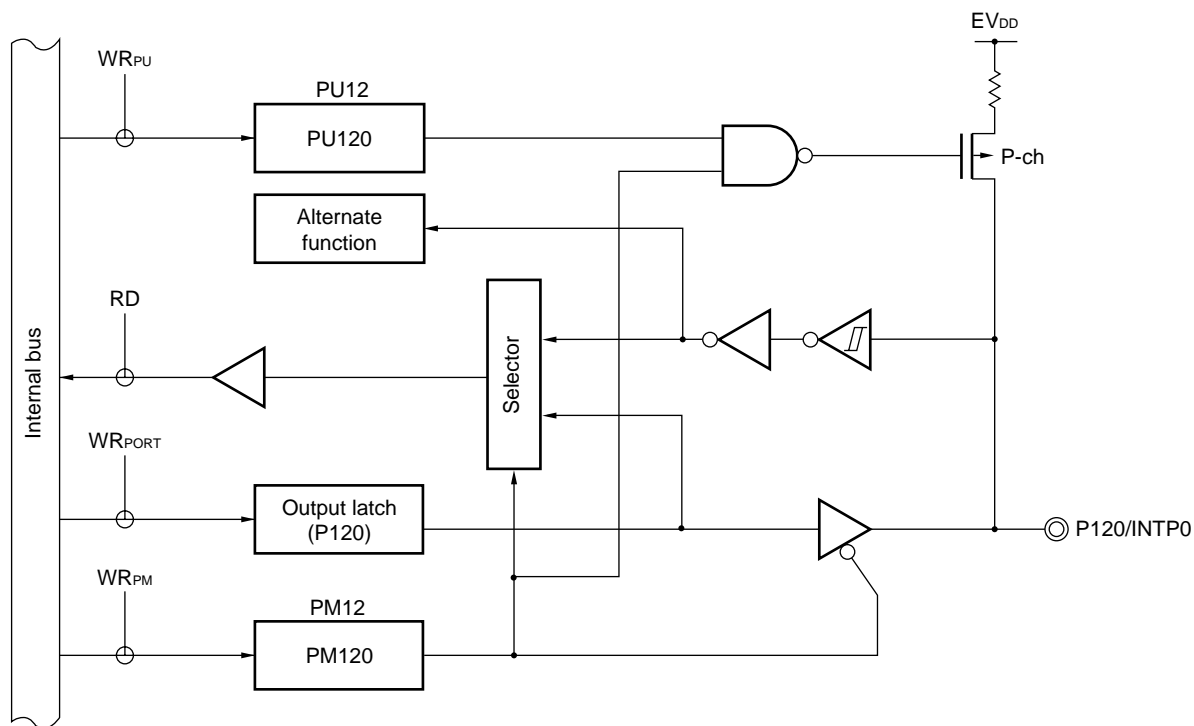 EVDD
WRPU
PU12
PU120
P-ch
Alternate
function
RD
Internal bus
Selector
WRPORT
Output latch
(P120)
P120/INTP0
WRPM
PM12
PM120